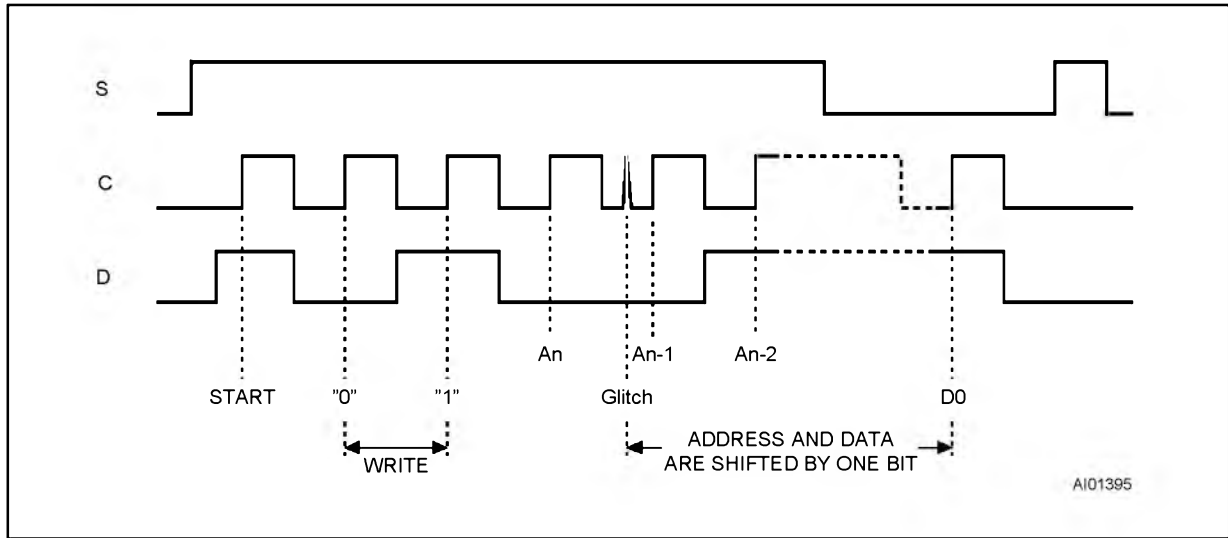 S
C
D
An
An-1
An-2
START
"0"
"1"
Glitch
D0
WRITE
ADDRESS AND DATA
ARE SHIFTED BY ONE BIT
AI01395